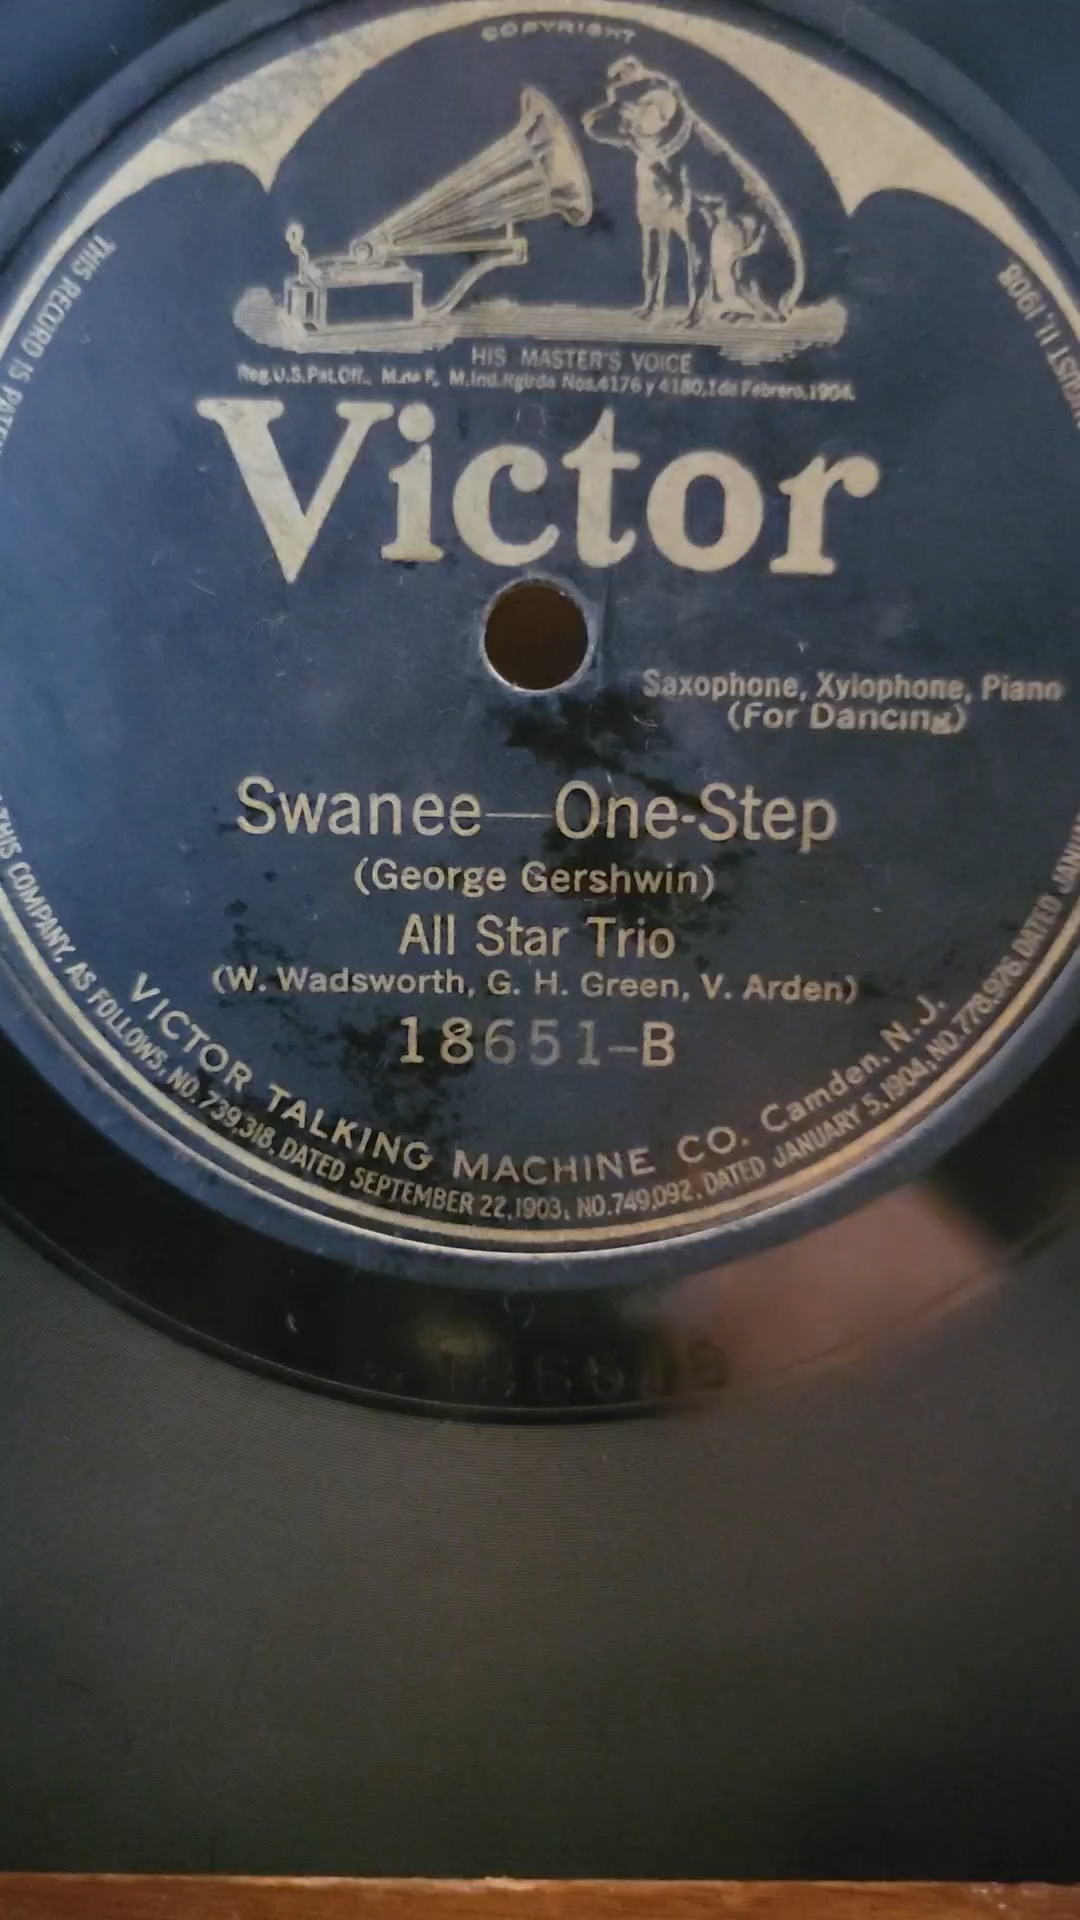 COPYRIGHT
HIS MASTER'S VOICE
Reg.U.S.Pat.Off., M.de F. M.Ind.Rgtrda Nos.4176 y 4180,1 de Febrero,1904.
Victor
Saxophone, Xylophone, Piano
(For Dancing)
Swanee—One-Step
(George Gershwin)
All Star Trio
(W. Wadsworth, G. H. Green, V. Arden)
18651-B
VICTOR TALKING MACHINE CO. Camden, N. J.
THIS RECORD IS
THIS COMPANY, AS FOLLOWS; NO.739,318, DATED SEPTEMBER 22,1903; NO.749,092, DATED JANUARY 5,1904; NO.778,976, DATED
11, 1908